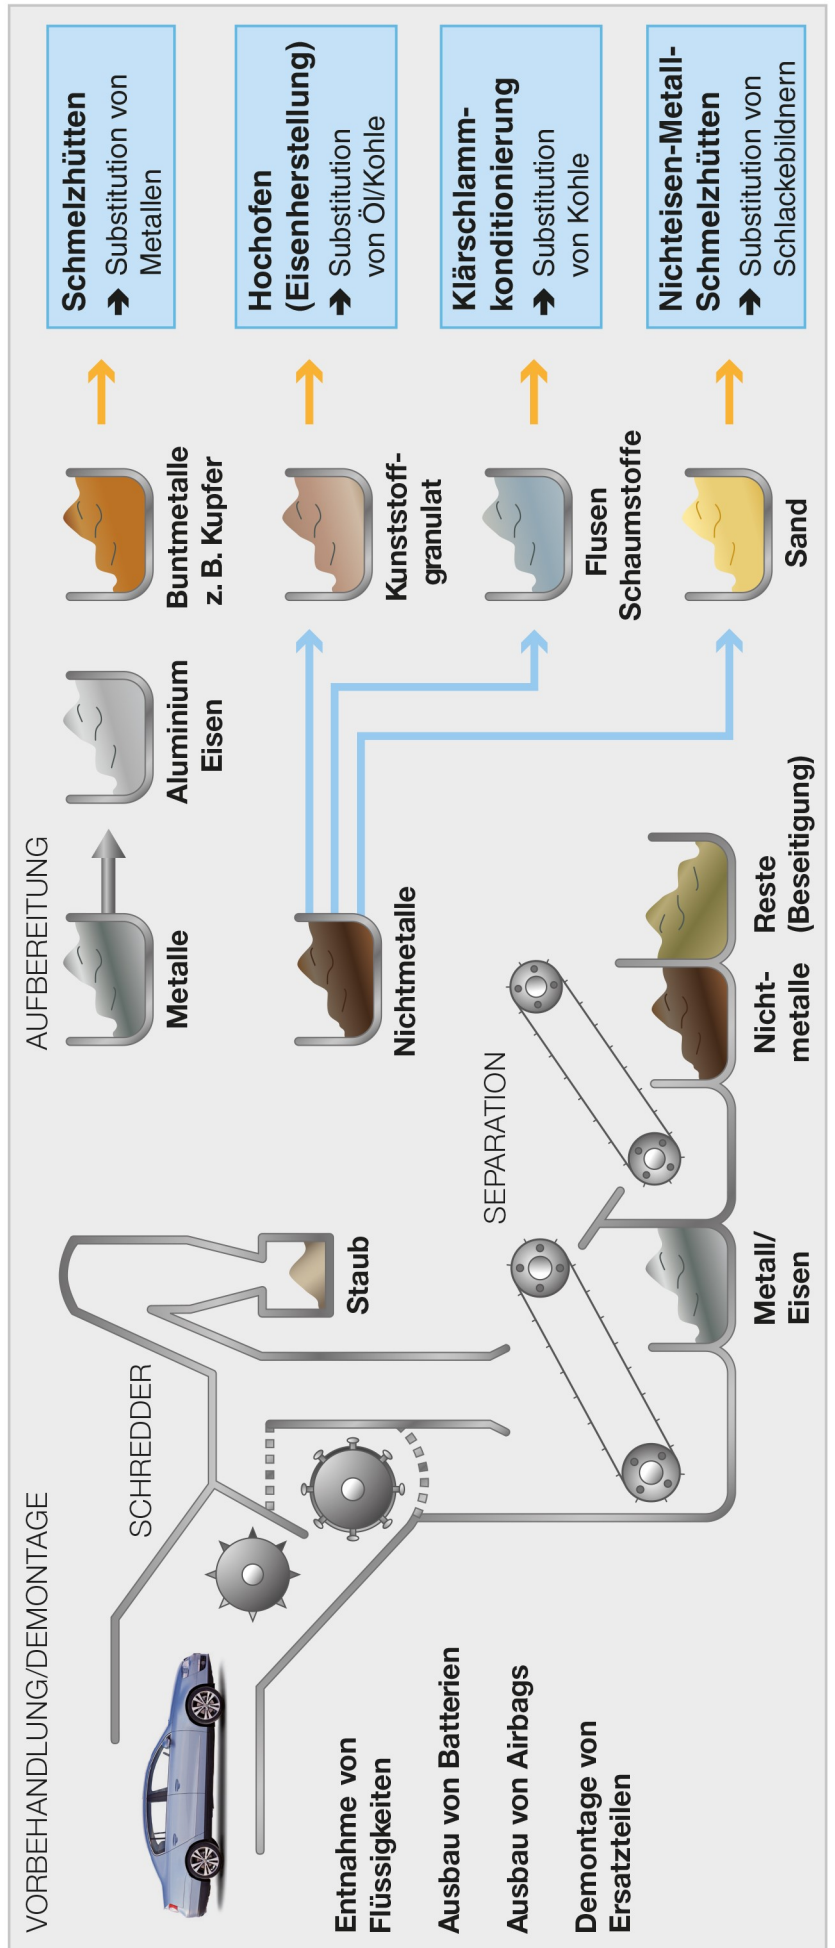 VORBEHANDLUNG/DEMONTAGE
Entnahme von
Flüssigkeiten
Ausbau von Batterien
Ausbau von Airbags
Demontage von
Ersatzteilen
SCHREDDER
Staub
SEPARATION
Metall/
Eisen
Nicht-
metalle
Reste
(Beseitigung)
AUFBEREITUNG
Metalle
Aluminium
Eisen
Buntmetalle
z. B. Kupfer
Schmelzhütten
➔ Substitution von
Metallen
Nichtmetalle
Kunststoff-
granulat
Hochofen
(Eisenherstellung)
➔ Substitution
von Öl/Kohle
Flusen
Schaumstoffe
Klärschlamm-
konditionierung
➔ Substitution
von Kohle
Sand
Nichteisen-Metall-
Schmelzhütten
➔ Substitution von
Schlackebildnern